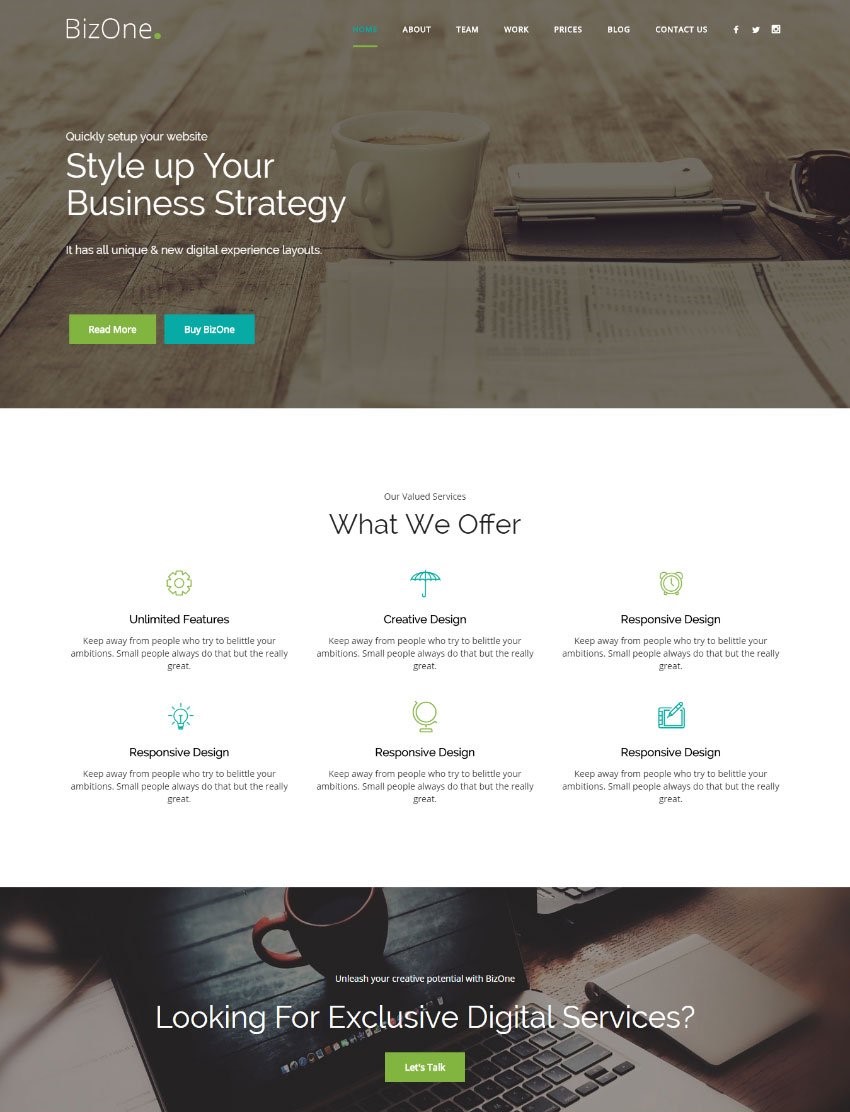 BizOne.
HOME ABOUT TEAM WORK PRICES BLOG CONTACT US
Quickly setup your website
Style up Your
Business Strategy
It has all unique & new digital experience layouts.
Read More Buy BizOne
Our Valued Services
What We Offer
Unlimited Features
Keep away from people who try to belittle your
ambitions. Small people always do that but the really
great.
Creative Design
Keep away from people who try to belittle your
ambitions. Small people always do that but the really
great.
Responsive Design
Keep away from people who try to belittle your
ambitions. Small people always do that but the really
great.
Responsive Design
Keep away from people who try to belittle your
ambitions. Small people always do that but the really
great.
Responsive Design
Keep away from people who try to belittle your
ambitions. Small people always do that but the really
great.
Responsive Design
Keep away from people who try to belittle your
ambitions. Small people always do that but the really
great.
Unleash your creative potential with BizOne
Looking For Exclusive Digital Services?
Let's Talk